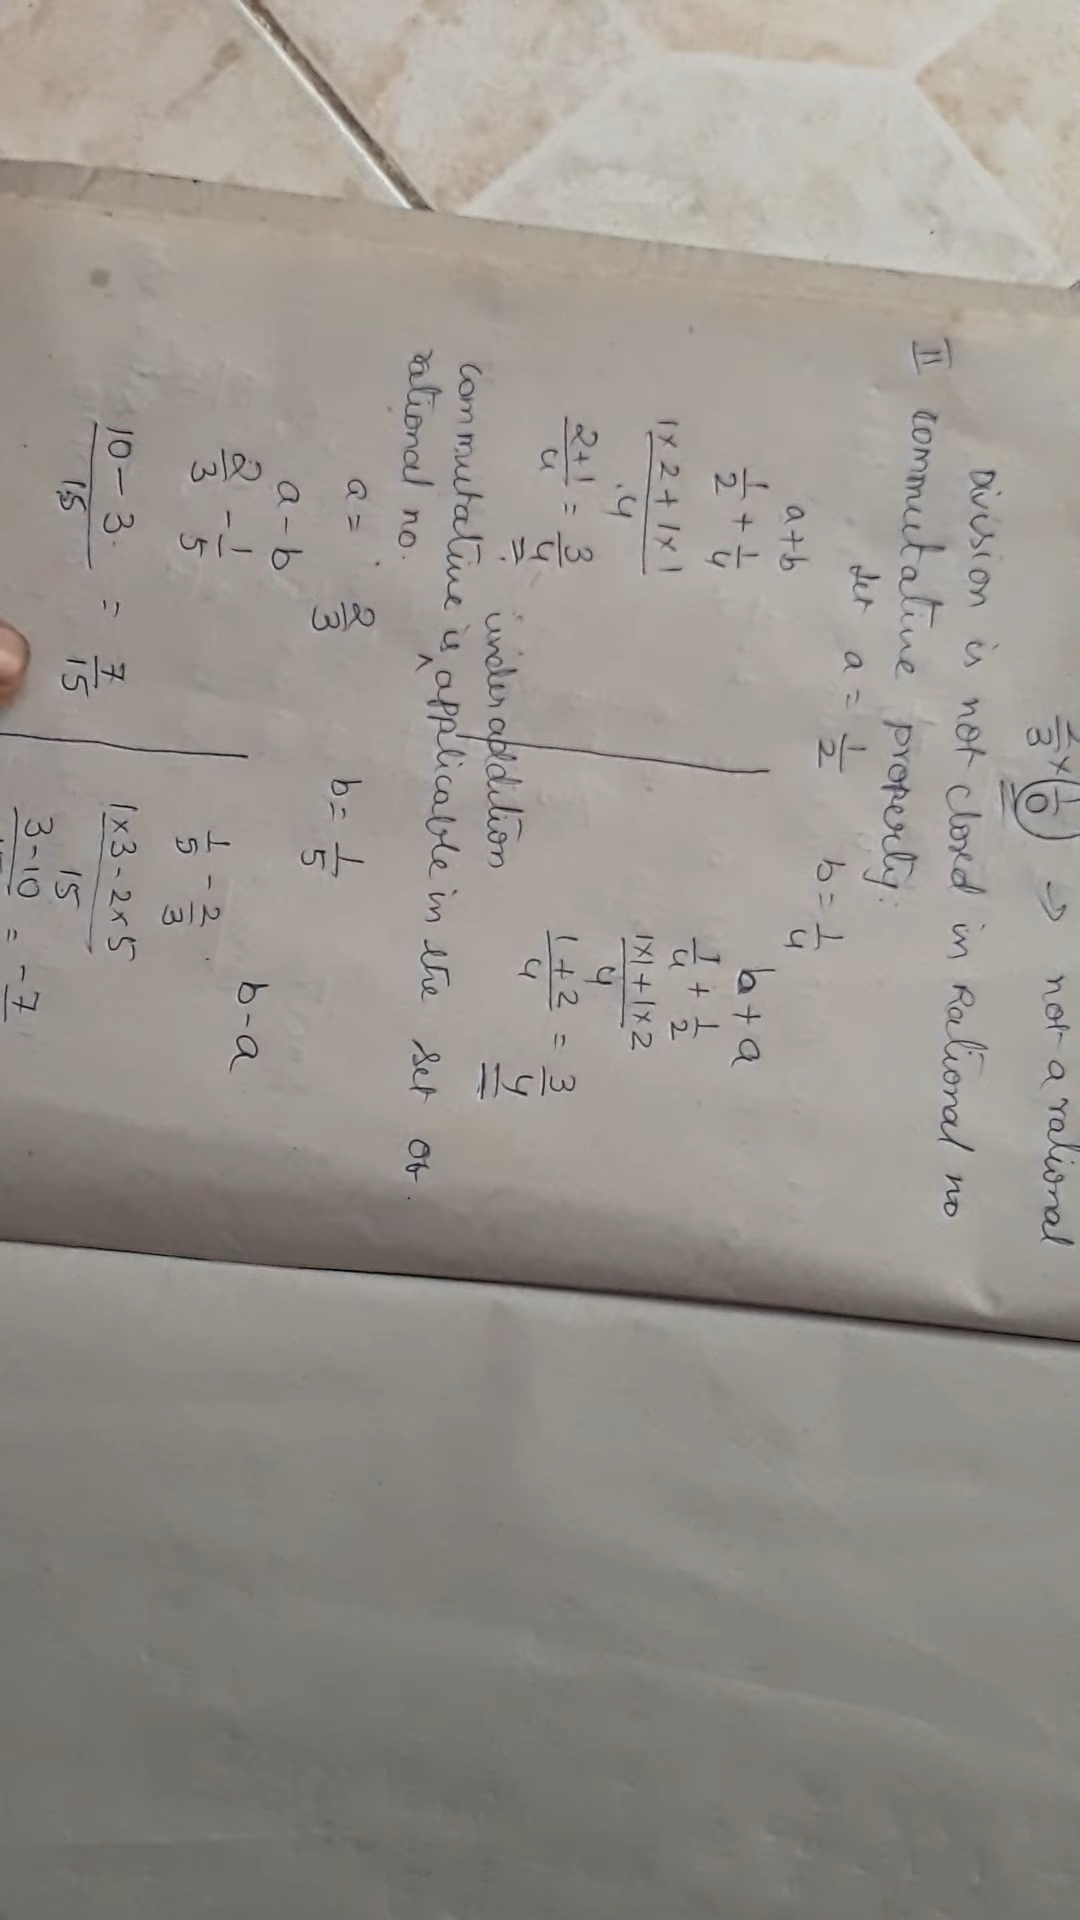 2/3 × 1/0 → not a rational
Division is not closed in Rational no
II commutative property:
Let a = 1/2 b = 1/4
a+b
1/2 + 1/4
1×2+1×1 / 4
2+1 / 4 = 3/4
b+a
1/4 + 1/2
1×1+1×2 / 4
1+2 / 4 = 3/4
under addition
commutative is ^ applicable in the set of
rational no.
a = 2/3 b = 1/5
a-b
2/3 - 1/5
10-3 / 15 = 7/15
b-a
1/5 - 2/3
1×3-2×5 / 15
3-10 = -7